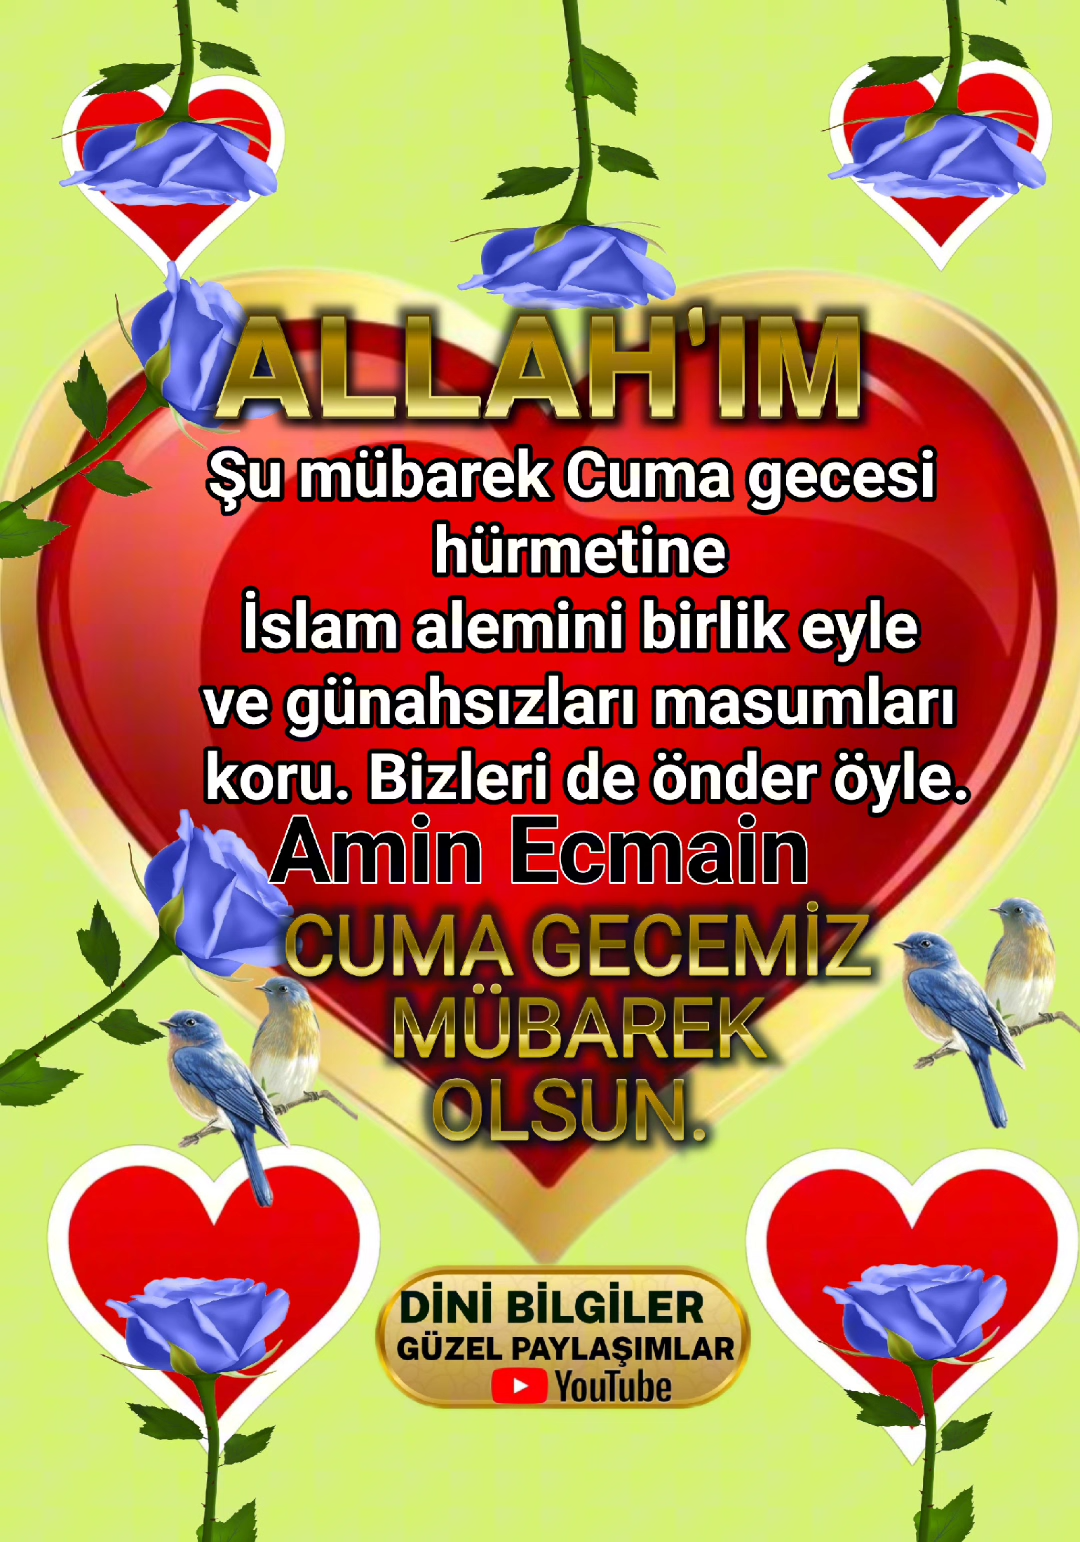 ALLAH'IM
Şu mübarek Cuma gecesi
hürmetine
İslam alemini birlik eyle
ve günahsızları masumları
koru. Bizleri de önder öyle.
Amin Ecmain
CUMA GECEMİZ
MÜBAREK
OLSUN.
DİNİ BİLGİLER
GÜZEL PAYLAŞIMLAR
YouTube